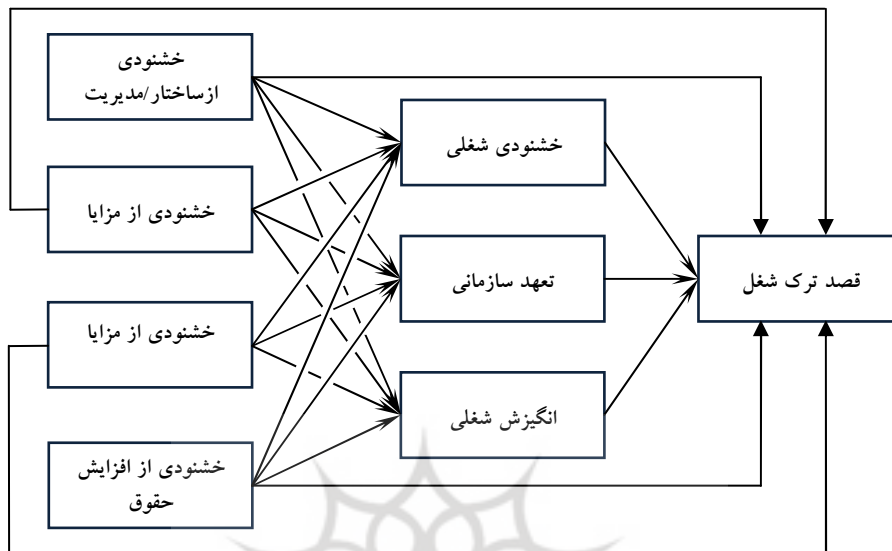 خشنودی
ازساختار/مدیریت
خشنودی از مزایا
خشنودی از مزایا
خشنودی از افزایش
حقوق
خشنودی شغلی
تعهد سازمانی
انگیزش شغلی
قصد ترک شغل